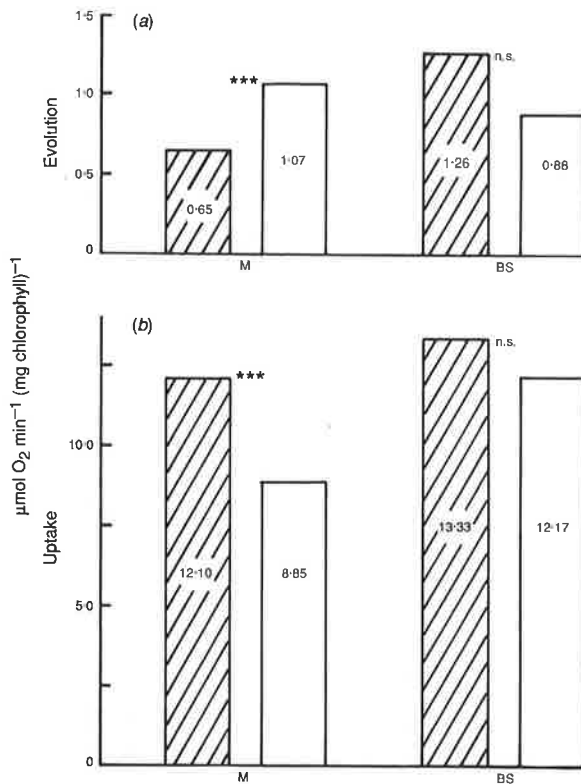 (a)
1·5
1·0
0·5
0
Evolution
***
n.s.
0·65
1·07
1·26
0·88
M
BS
µmol O2 min−1 (mg chlorophyll)−1
(b)
10·0
5·0
0
Uptake
***
n.s.
12·10
8·85
13·33
12·17
M
BS